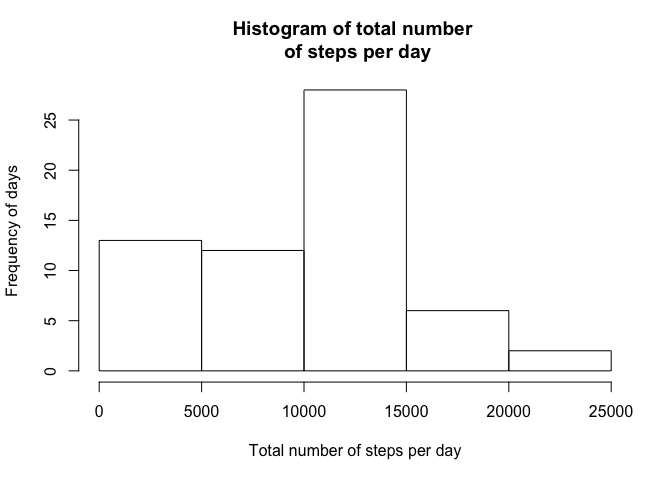 Histogram of total number
of steps per day
Frequency of days
25
20
15
10
5
0
0 5000 10000 15000 20000 25000
Total number of steps per day